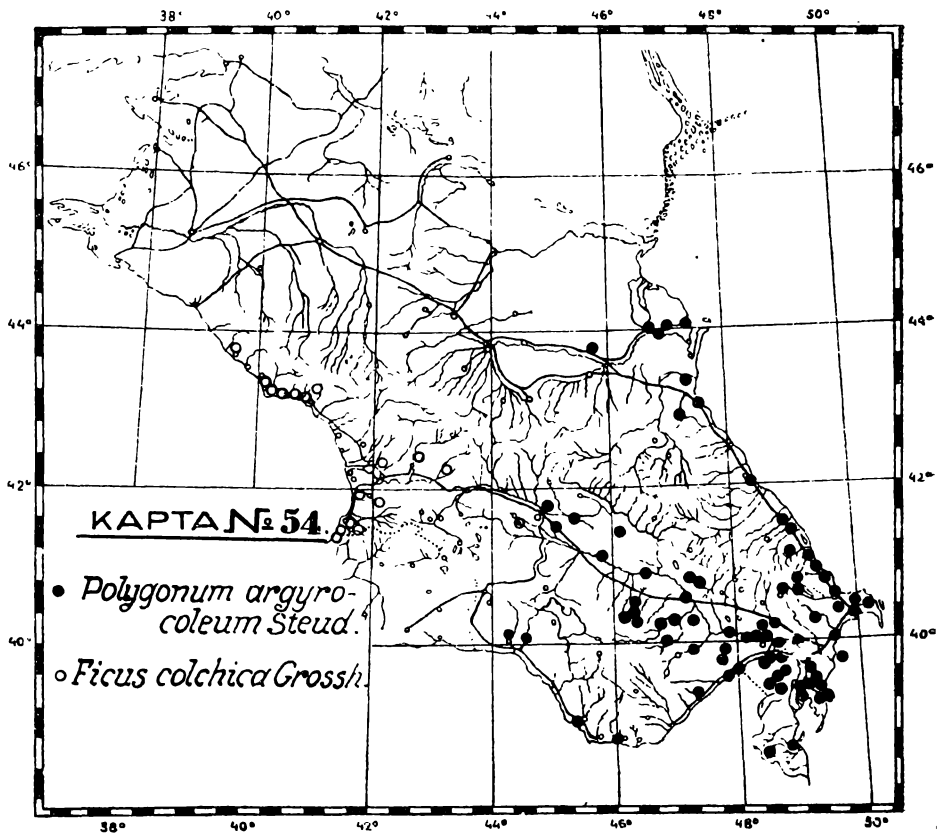 38° 40° 42° 44° 46° 48° 50°
46° 46°
44° 44°
42° 42°
КАРТА № 54.
Polygonum argyro-
coleum Steud.
40° 40°
Ficus colchica Grossh.
38° 40° 42° 44° 46° 48° 50°